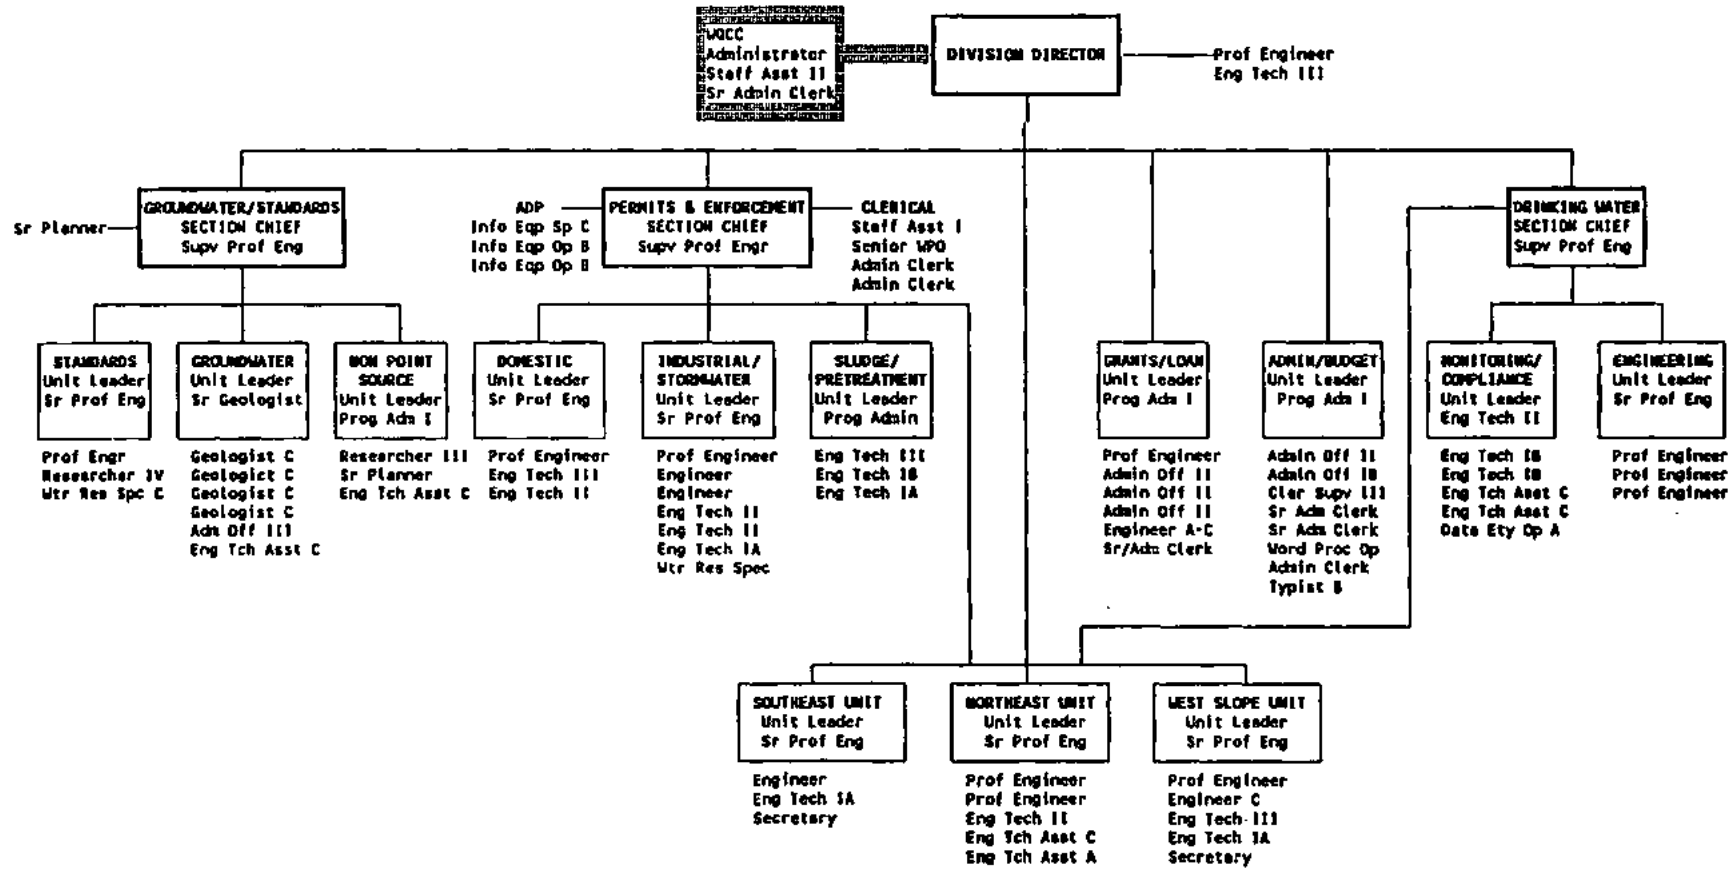 WQCC
Administrator
Staff Asst II
Sr Admin Clerk
DIVISION DIRECTOR
Prof Engineer
Eng Tech III
Sr Planner
GROUNDWATER/STANDARDS
SECTION CHIEF
Supv Prof Eng
ADP
Info Eqp Sp C
Info Eqp Op B
Info Eqp Op B
PERMITS & ENFORCEMENT
SECTION CHIEF
Supv Prof Engr
CLERICAL
Staff Asst I
Senior WPO
Admin Clerk
Admin Clerk
DRINKING WATER
SECTION CHIEF
Supv Prof Eng
STANDARDS
Unit Leader
Sr Prof Eng
Prof Engr
Researcher IV
Wtr Res Spc C
GROUNDWATER
Unit Leader
Sr Geologist
Geologist C
Geologist C
Geologist C
Geologist C
Adm Off III
Eng Tch Asst C
NON POINT
SOURCE
Unit Leader
Prog Adm I
Researcher III
Sr Planner
Eng Tch Asst C
DOMESTIC
Unit Leader
Sr Prof Eng
Prof Engineer
Eng Tech III
Eng Tech II
INDUSTRIAL/
STORMWATER
Unit Leader
Sr Prof Eng
Prof Engineer
Engineer
Engineer
Eng Tech II
Eng Tech II
Eng Tech IA
Wtr Res Spec
SLUDGE/
PRETREATMENT
Unit Leader
Prog Admin
Eng Tech III
Eng Tech IB
Eng Tech IA
GRANTS/LOAN
Unit Leader
Prog Adm I
Prof Engineer
Admin Off II
Admin Off II
Admin Off II
Engineer A-C
Sr/Adm Clerk
ADMIN/BUDGET
Unit Leader
Prog Adm I
Admin Off II
Admin Off IB
Cler Supv III
Sr Adm Clerk
Sr Adm Clerk
Word Proc Op
Admin Clerk
Typist B
MONITORING/
COMPLIANCE
Unit Leader
Eng Tech II
Eng Tech IB
Eng Tech IB
Eng Tch Asst C
Eng Tch Asst C
Data Ety Op A
ENGINEERING
Unit Leader
Sr Prof Eng
Prof Engineer
Prof Engineer
Prof Engineer
SOUTHEAST UNIT
Unit Leader
Sr Prof Eng
Engineer
Eng Tech IA
Secretary
NORTHEAST UNIT
Unit Leader
Sr Prof Eng
Prof Engineer
Prof Engineer
Eng Tech II
Eng Tch Asst C
Eng Tch Asst A
WEST SLOPE UNIT
Unit Leader
Sr Prof Eng
Prof Engineer
Engineer C
Eng Tech III
Eng Tech IA
Secretary